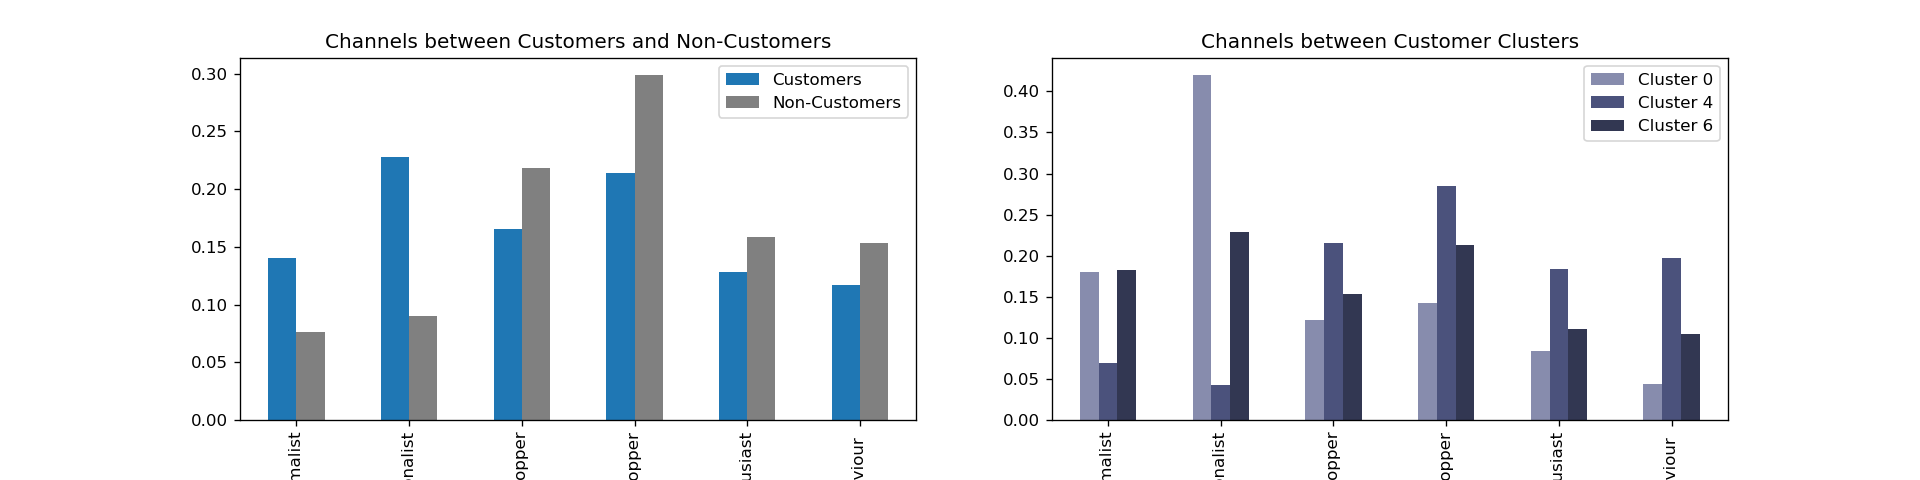 Channels between Customers and Non-Customers
0.30
0.25
0.20
0.15
0.10
0.05
0.00
Customers
Non-Customers
malist
nalist
opper
opper
usiast
viour
Channels between Customer Clusters
0.40
0.35
0.30
0.25
0.20
0.15
0.10
0.05
0.00
Cluster 0
Cluster 4
Cluster 6
malist
nalist
opper
opper
usiast
viour